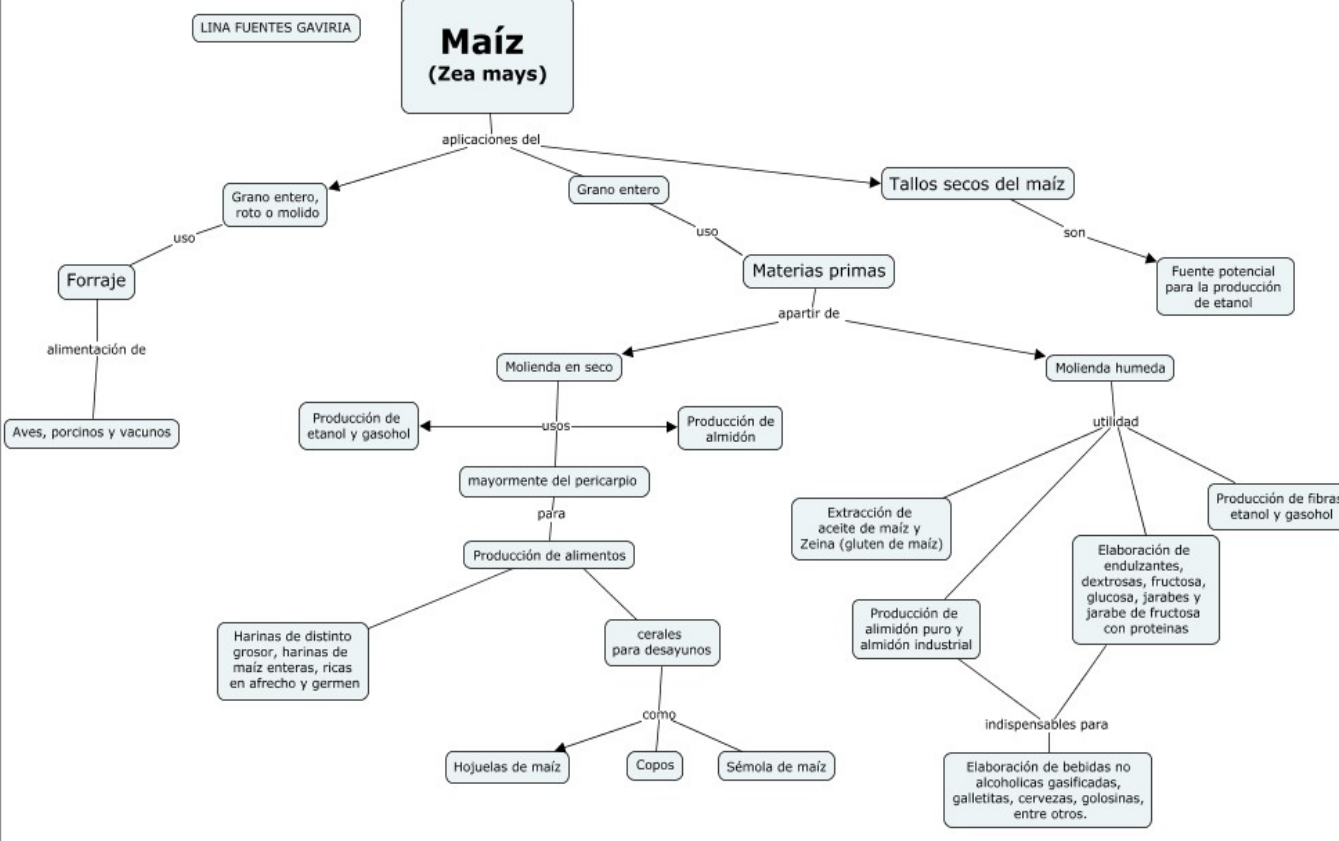 LINA FUENTES GAVIRIA
Maíz
(Zea mays)
aplicaciones del
Grano entero,
roto o molido
Grano entero
Tallos secos del maíz
uso
uso
son
Forraje
Materias primas
Fuente potencial
para la producción
de etanol
apartir de
alimentación de
Molienda en seco
Molienda humeda
Aves, porcinos y vacunos
Producción de
etanol y gasohol
usos
Producción de
almidón
utilidad
mayormente del pericarpio
para
Producción de alimentos
Extracción de
aceite de maíz y
Zeina (gluten de maíz)
Producción de fibras
etanol y gasohol
Elaboración de
endulzantes,
dextrosas, fructosa,
glucosa, jarabes y
jarabe de fructosa
con proteinas
Producción de
alimidón puro y
almidón industrial
Harinas de distinto
grosor, harinas de
maíz enteras, ricas
en afrecho y germen
cerales
para desayunos
como
indispensables para
Hojuelas de maíz
Copos
Sémola de maíz
Elaboración de bebidas no
alcoholicas gasificadas,
galletitas, cervezas, golosinas,
entre otros.